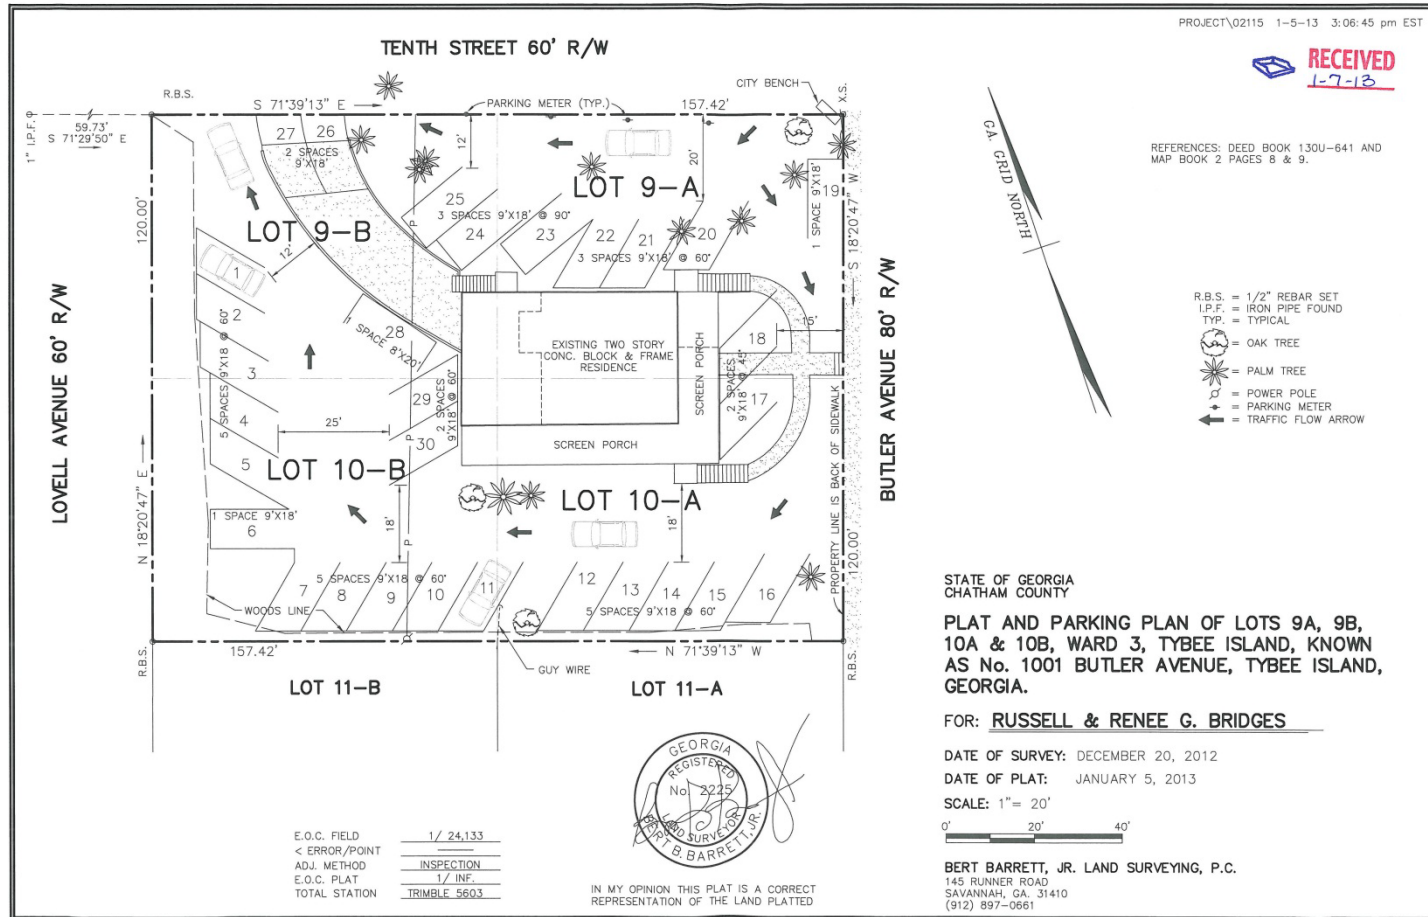 PROJECT\02115 1-5-13 3:06:45 pm EST
RECEIVED
1-7-13
TENTH STREET 60' R/W
CITY BENCH
R.B.S.
S 71°39'13" E
PARKING METER (TYP.)
157.42'
X.S.
1" I.P.F.
59.73'
S 71°29'50" E
REFERENCES: DEED BOOK 130U-641 AND
MAP BOOK 2 PAGES 8 & 9.
GA. GRID NORTH
27
26
2 SPACES
9'X18'
12'
20'
LOT 9-A
25
3 SPACES 9'X18' @ 90°
24
23
22
21
20
3 SPACES 9'X18' @ 60°
19
1 SPACE 9'X18'
S 18°20'47" W
120.00'
LOT 9-B
12'
P
1
2
3
4
5
5 SPACES 9'X18 @ 60°
28
1 SPACE 8'X20'
29
30
2 SPACES
9'X18' @ 60°
EXISTING TWO STORY
CONC. BLOCK & FRAME
RESIDENCE
SCREEN PORCH
SCREEN PORCH
18
15'
2 SPACES
9'X18' @ 45°
17
LOVELL AVENUE 60' R/W
BUTLER AVENUE 80' R/W
R.B.S. = 1/2" REBAR SET
I.P.F. = IRON PIPE FOUND
TYP. = TYPICAL
= OAK TREE
= PALM TREE
= POWER POLE
= PARKING METER
= TRAFFIC FLOW ARROW
25'
P
LOT 10-B
LOT 10-A
N 18°20'47" E
1 SPACE 9'X18'
6
18'
18'
P
PROPERTY LINE IS BACK OF SIDEWALK
120.00'
5 SPACES 9'X18 @ 60°
7
8
9
10
11
12
13
14
15
16
5 SPACES 9'X18 @ 60°
WOODS LINE
R.B.S.
157.42'
GUY WIRE
N 71°39'13" W
R.B.S.
LOT 11-B
LOT 11-A
STATE OF GEORGIA
CHATHAM COUNTY
PLAT AND PARKING PLAN OF LOTS 9A, 9B,
10A & 10B, WARD 3, TYBEE ISLAND, KNOWN
AS No. 1001 BUTLER AVENUE, TYBEE ISLAND,
GEORGIA.
FOR: RUSSELL & RENEE G. BRIDGES
DATE OF SURVEY: DECEMBER 20, 2012
DATE OF PLAT: JANUARY 5, 2013
SCALE: 1"= 20'
0' 20' 40'
BERT BARRETT, JR. LAND SURVEYING, P.C.
145 RUNNER ROAD
SAVANNAH, GA. 31410
(912) 897-0661
GEORGIA
REGISTERED
No. 2225
LAND SURVEYOR
BERT B. BARRETT, JR.
IN MY OPINION THIS PLAT IS A CORRECT
REPRESENTATION OF THE LAND PLATTED
E.O.C. FIELD 1/ 24,133
< ERROR/POINT
ADJ. METHOD INSPECTION
E.O.C. PLAT 1/ INF.
TOTAL STATION TRIMBLE 5603